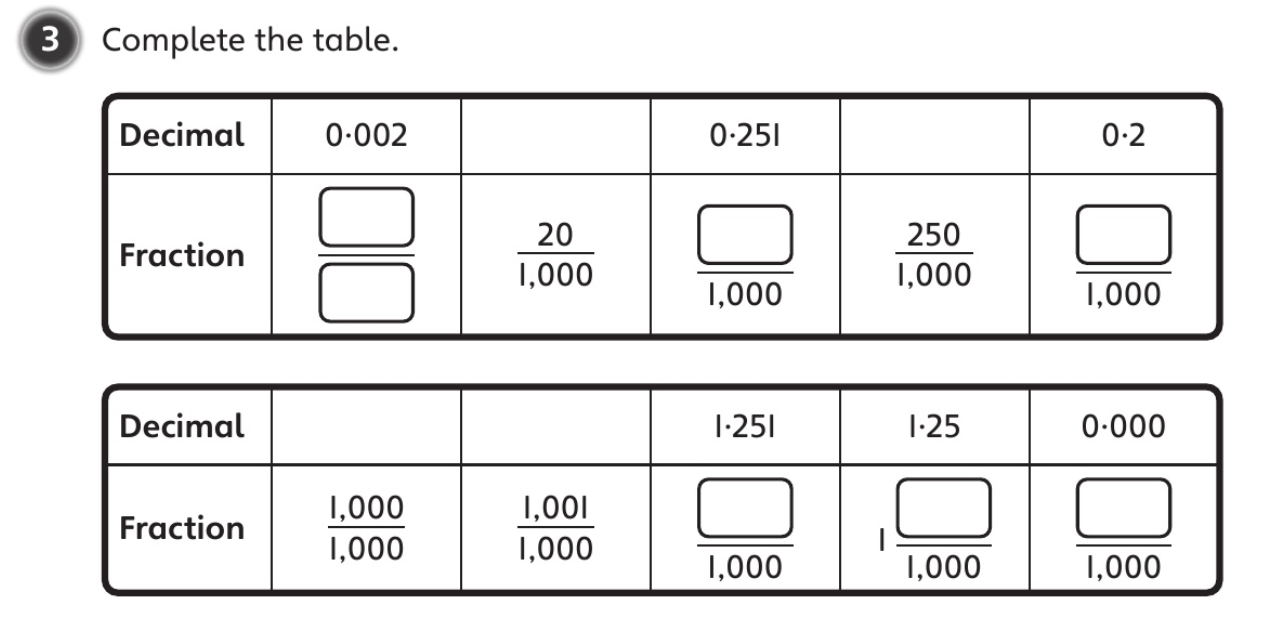 3 Complete the table.
Decimal 0·002 0·251 0·2
Fraction 20/1,000 /1,000 250/1,000 /1,000
Decimal 1·251 1·25 0·000
Fraction 1,000/1,000 1,001/1,000 /1,000 1 /1,000 /1,000